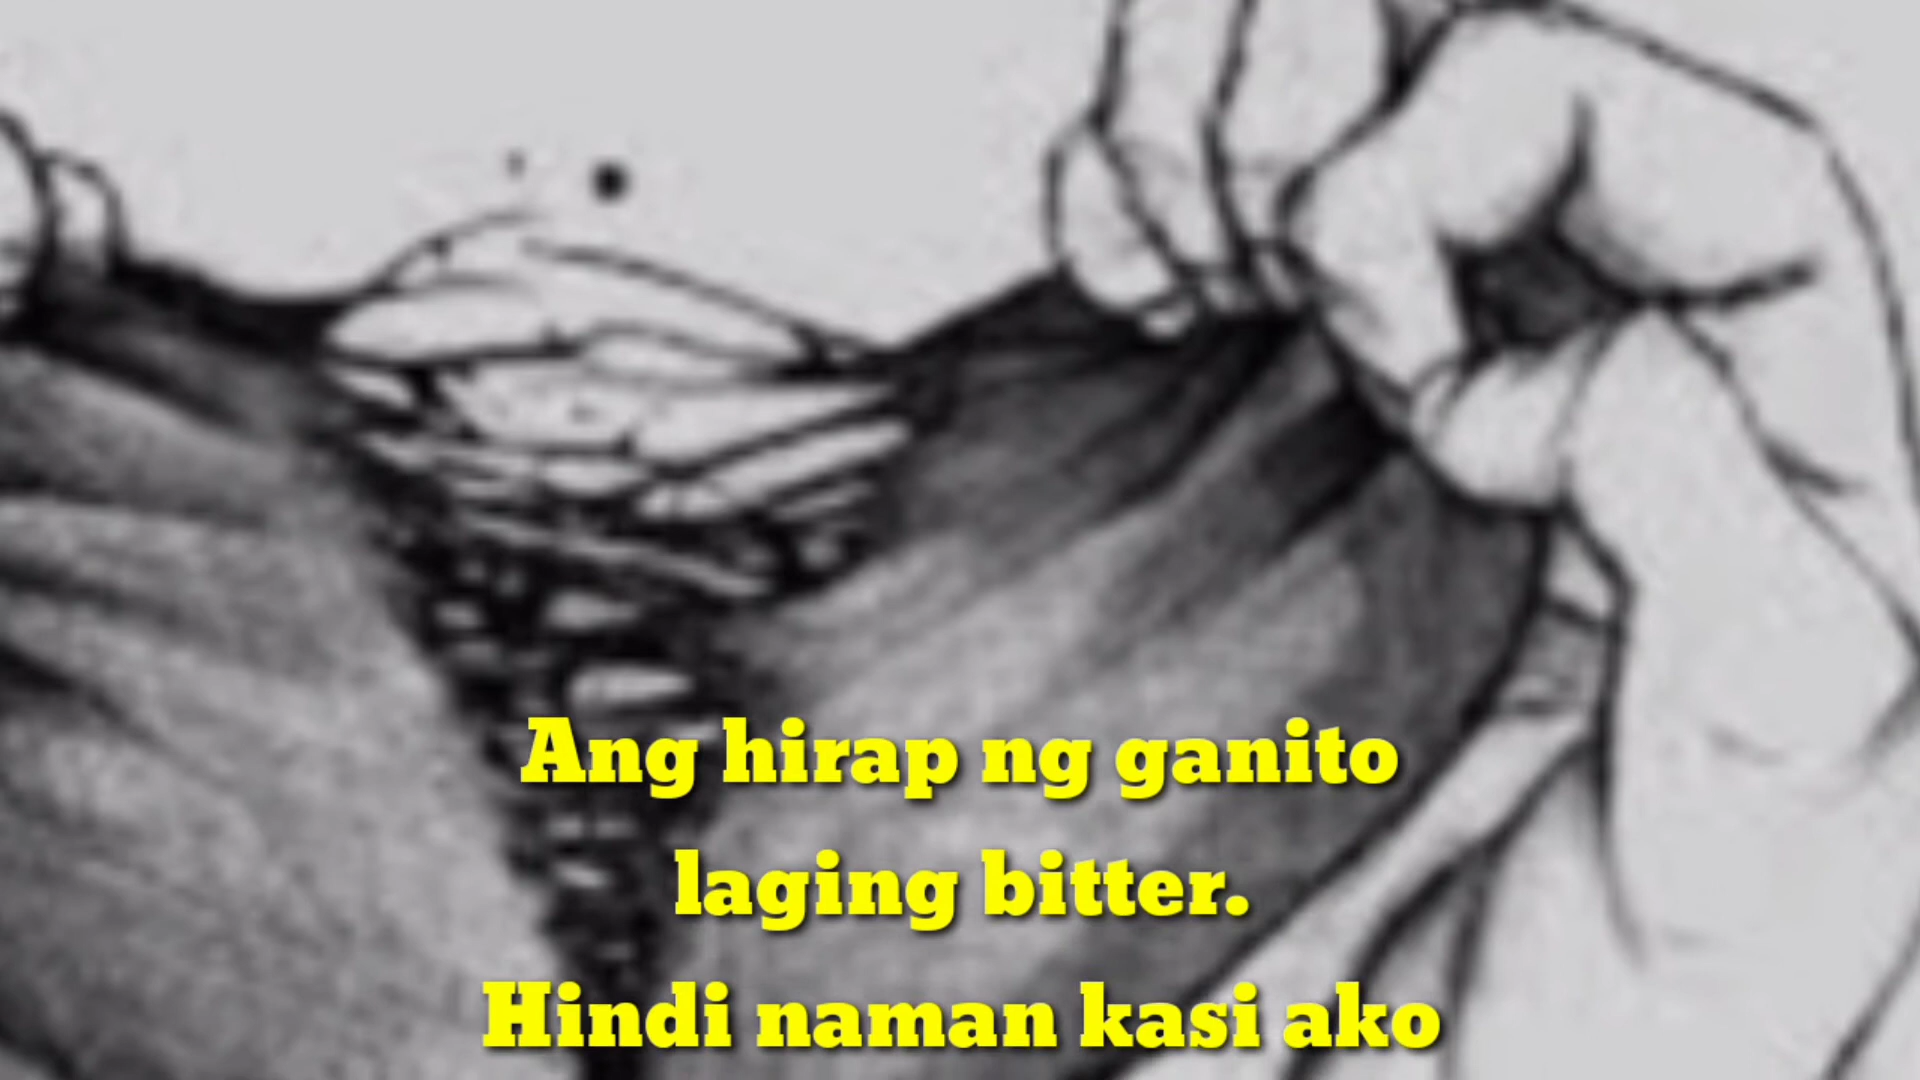 Ang hirap ng ganito
laging bitter.
Hindi naman kasi ako